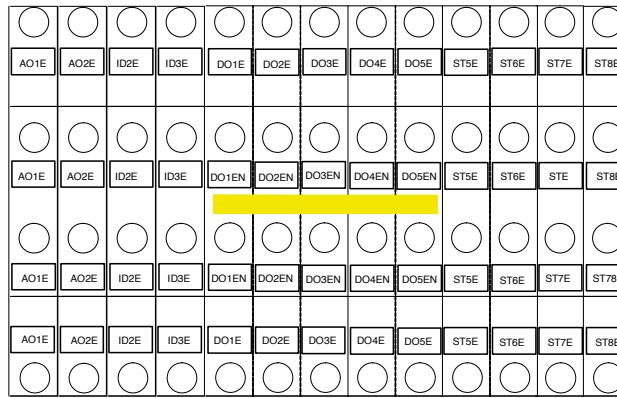 AO1E AO2E ID2E ID3E DO1E DO2E DO3E DO4E DO5E ST5E ST6E ST7E ST8E
AO1E AO2E ID2E ID3E DO1EN DO2EN DO3EN DO4EN DO5EN ST5E ST6E STE ST8E
AO1E AO2E ID2E ID3E DO1EN DO2EN DO3EN DO4EN DO5EN ST5E ST6E ST7E ST78
AO1E AO2E ID2E ID3E DO1E DO2E DO3E DO4E DO5E ST5E ST6E ST7E ST8E